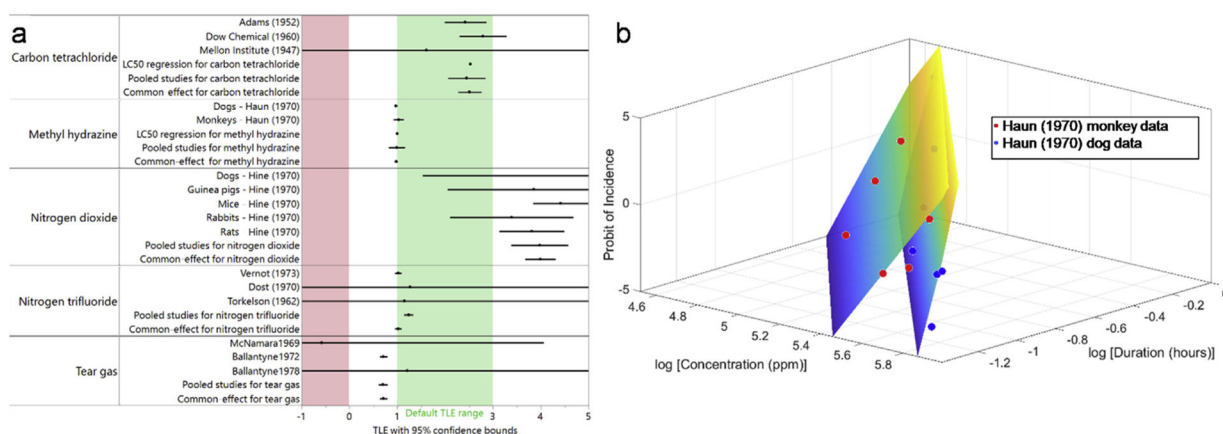 a
Carbon tetrachloride
Adams (1952)
Dow Chemical (1960)
Mellon Institute (1947)
LC50 regression for carbon tetrachloride
Pooled studies for carbon tetrachloride
Common-effect for carbon tetrachloride
Methyl hydrazine
Dogs - Haun (1970)
Monkeys - Haun (1970)
LC50 regression for methyl hydrazine
Pooled studies for methyl hydrazine
Common-effect for methyl hydrazine
Nitrogen dioxide
Dogs - Hine (1970)
Guinea pigs - Hine (1970)
Mice - Hine (1970)
Rabbits - Hine (1970)
Rats - Hine (1970)
Pooled studies for nitrogen dioxide
Common-effect for nitrogen dioxide
Nitrogen trifluoride
Vernot (1973)
Dost (1970)
Torkelson (1962)
Pooled studies for nitrogen trifluoride
Common-effect for nitrogen trifluoride
Tear gas
McNamara1969
Ballantyne1972
Ballantyne1978
Pooled studies for tear gas
Common-effect for tear gas
Default TLE range
-1 0 1 2 3 4 5
TLE with 95% confidence bounds
b
Haun (1970) monkey data
Haun (1970) dog data
5
0
-5
Probit of Incidence
4.6 4.8 5 5.2 5.4 5.6 5.8
log [Concentration (ppm)]
-1.2 -1 -0.8 -0.6 -0.4 -0.2
log [Duration (hours)]